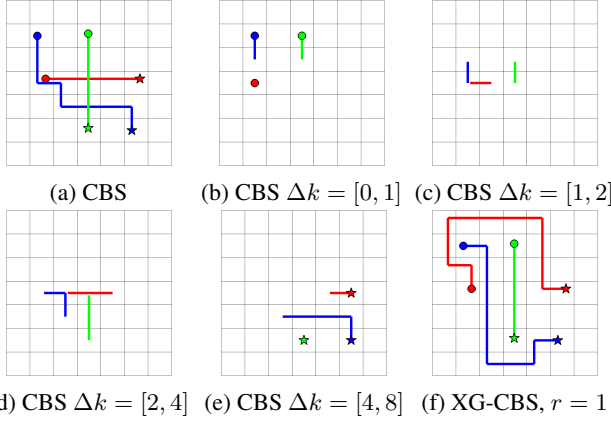 (a) CBS
(b) CBS Δk = [0, 1]
(c) CBS Δk = [1, 2]
d) CBS Δk = [2, 4]
(e) CBS Δk = [4, 8]
(f) XG-CBS, r = 1